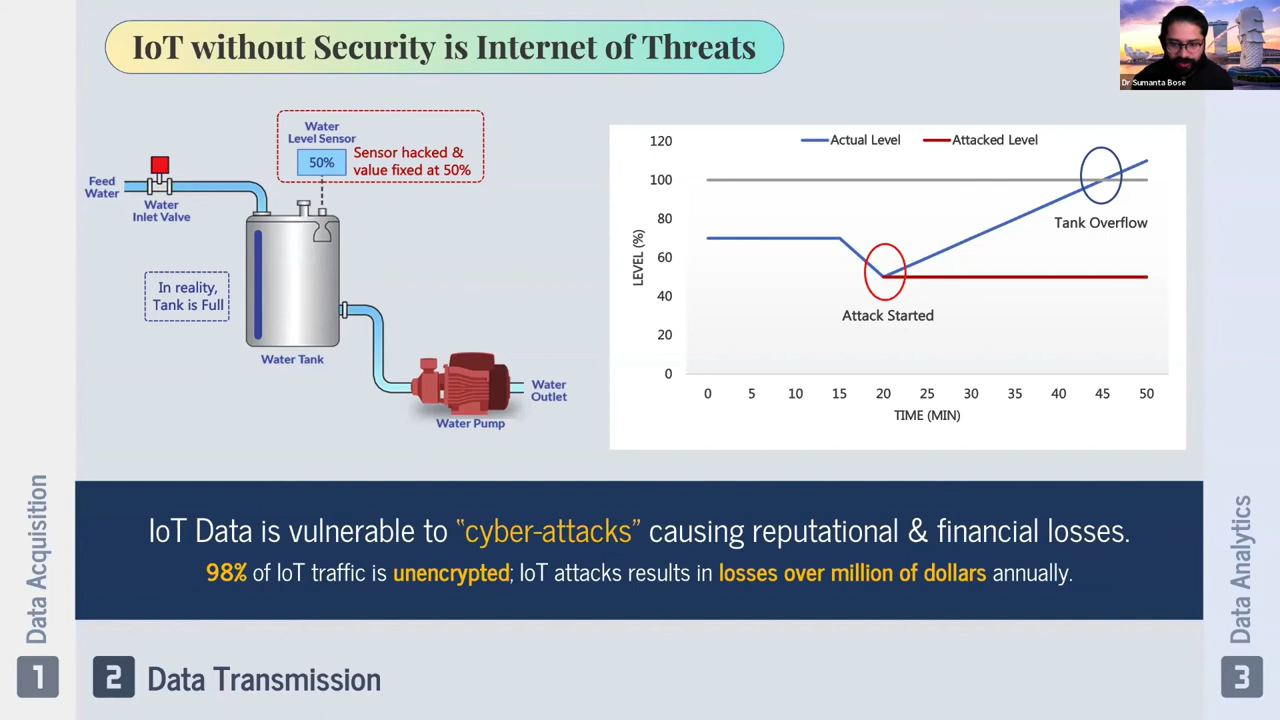 IoT without Security is Internet of Threats
Dr Sumanta Bose
Water
Level Sensor
50%
Sensor hacked &
value fixed at 50%
Feed
Water
Water
Inlet Valve
In reality,
Tank is Full
Water Tank
Water
Outlet
Water Pump
Actual Level
Attacked Level
120
100
80
60
40
20
0
LEVEL (%)
Tank Overflow
Attack Started
0 5 10 15 20 25 30 35 40 45 50
TIME (MIN)
IoT Data is vulnerable to "cyber-attacks" causing reputational & financial losses.
98% of IoT traffic is unencrypted; IoT attacks results in losses over million of dollars annually.
Data Acquisition
1
2 Data Transmission
Data Analytics
3